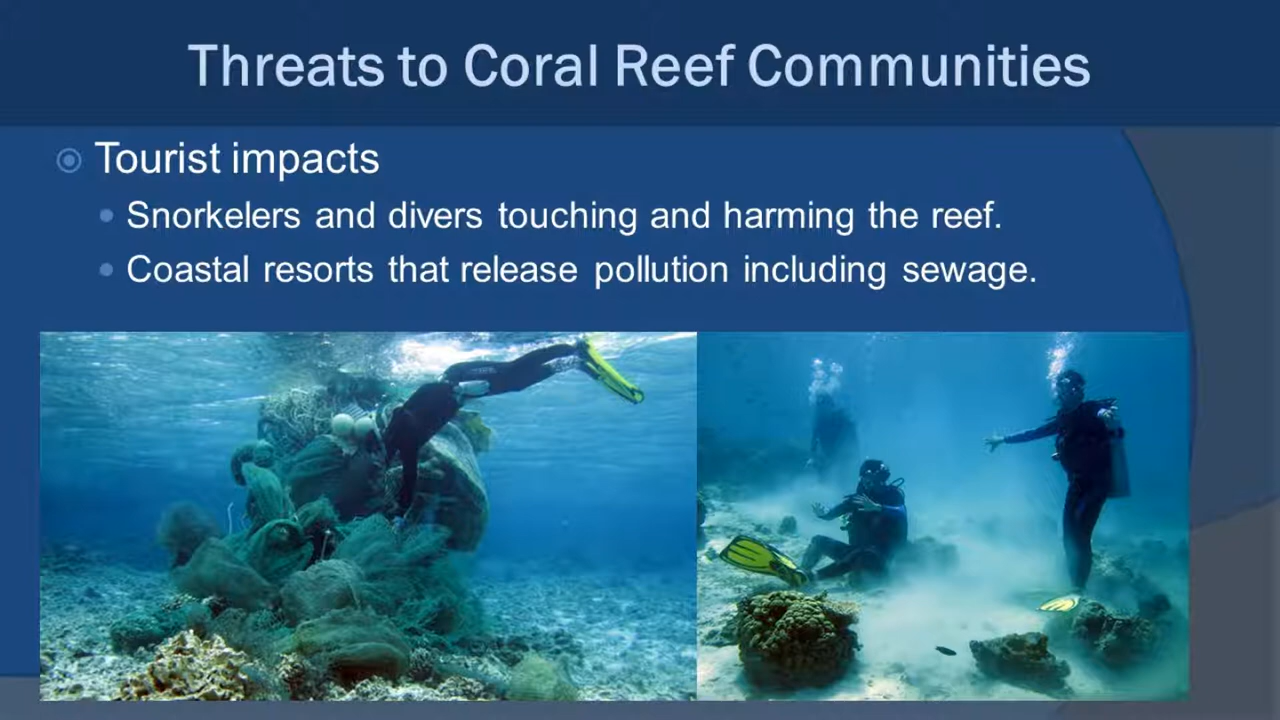 Threats to Coral Reef Communities
Tourist impacts
Snorkelers and divers touching and harming the reef.
Coastal resorts that release pollution including sewage.